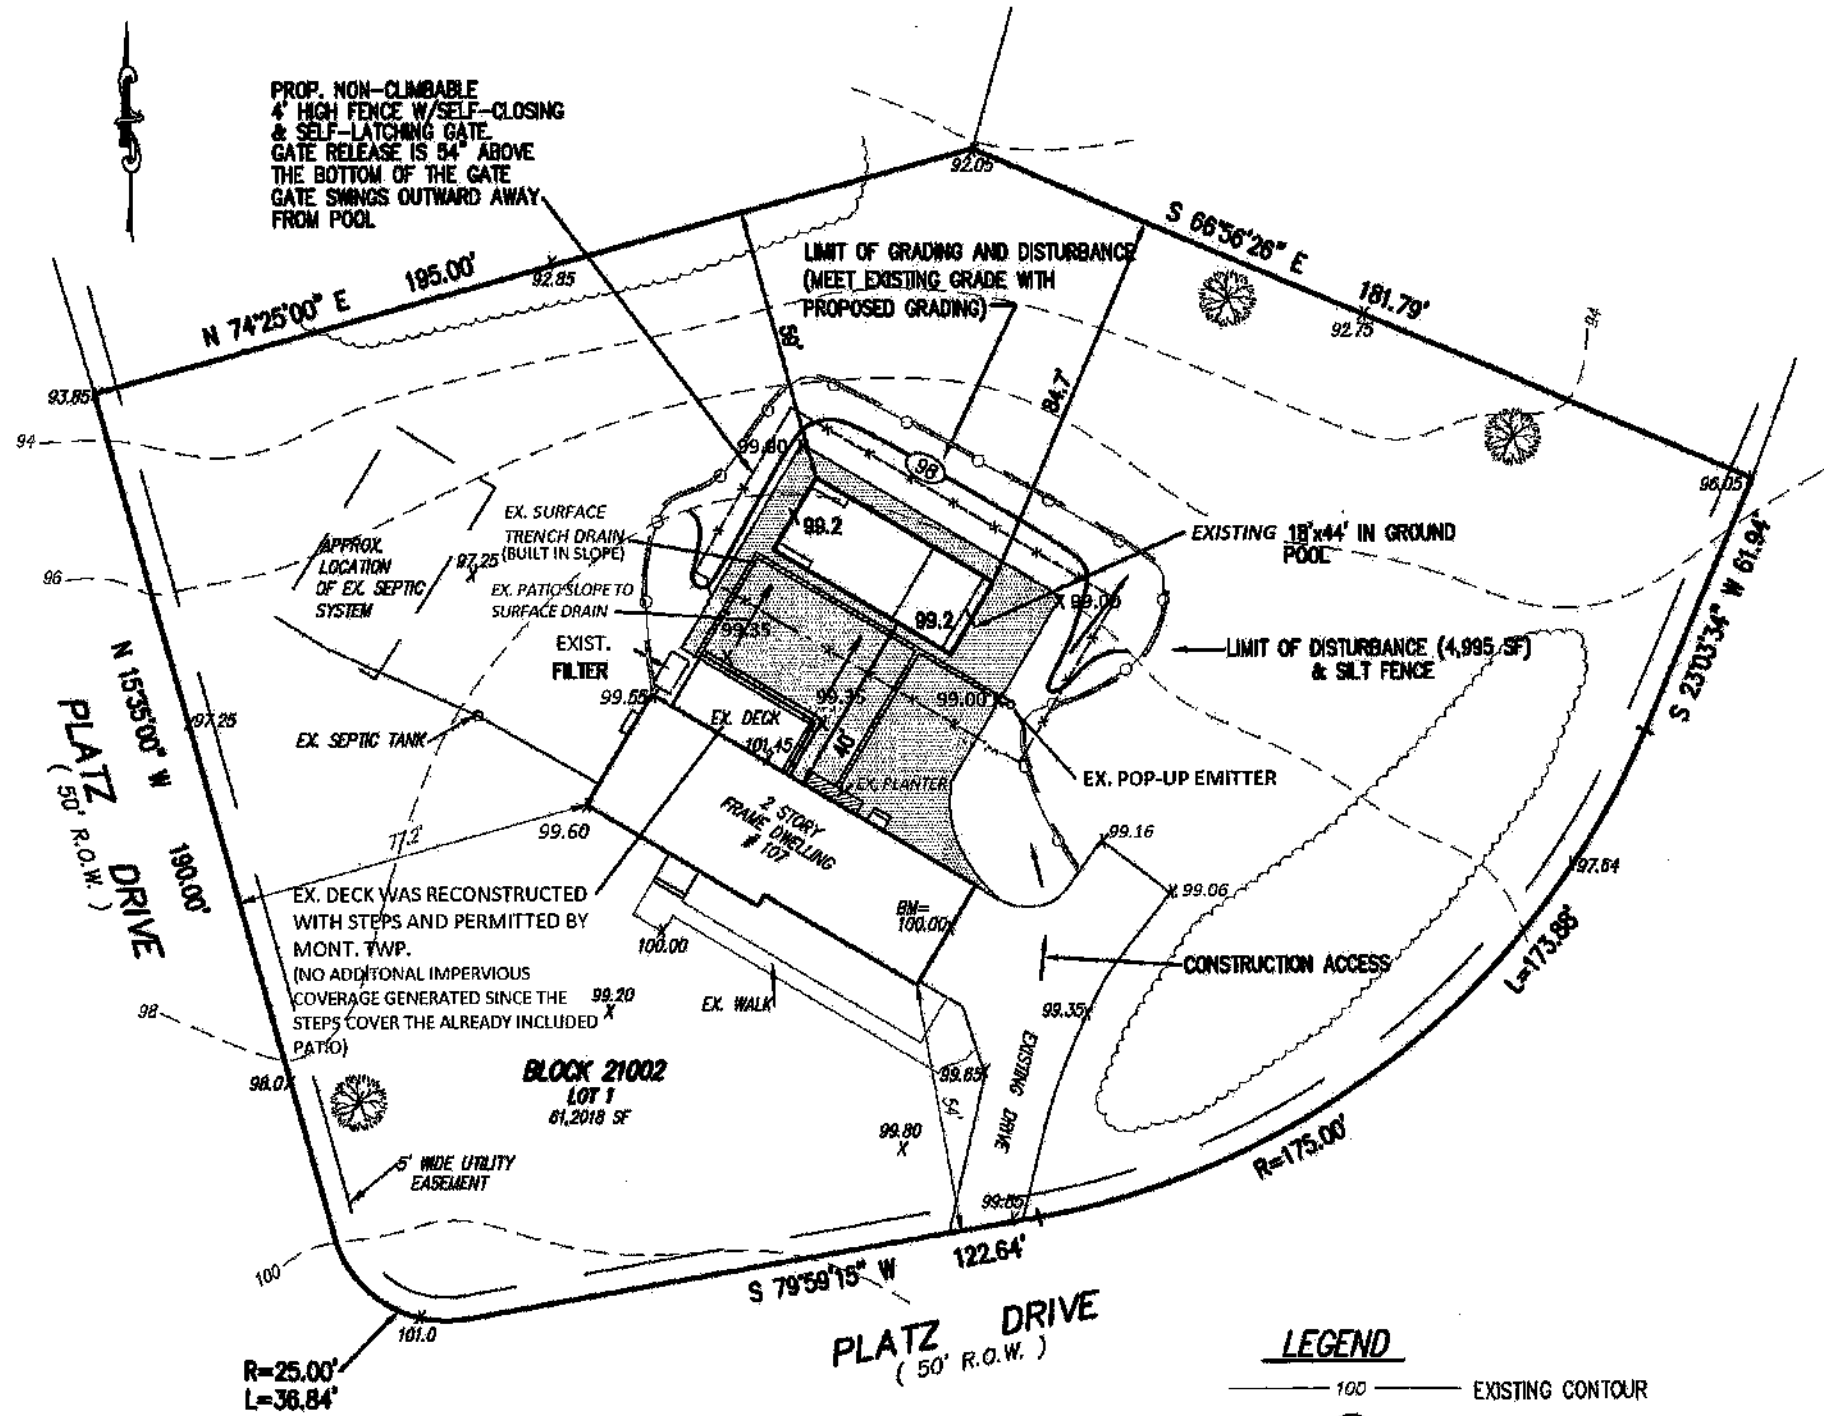 PROP. NON-CLIMBABLE
4' HIGH FENCE W/SELF-CLOSING
& SELF-LATCHING GATE.
GATE RELEASE IS 54" ABOVE
THE BOTTOM OF THE GATE
GATE SWINGS OUTWARD AWAY
FROM POOL
92.05
S 66°56'26" E
181.79'
92.75
94
LIMIT OF GRADING AND DISTURBANCE
(MEET EXISTING GRADE WITH
PROPOSED GRADING)
N 74°25'00" E
195.00'
92.85
84.7'
93.85
94
99.80
98
96.05
EX. SURFACE
TRENCH DRAIN
(BUILT IN SLOPE)
99.2
EXISTING 18'x44' IN GROUND
POOL
APPROX.
LOCATION
OF EX. SEPTIC
SYSTEM
97.25
96
EX. PATIO SLOPE TO
SURFACE DRAIN
99.35
99.2
99.00
S 23°03'34" W 61.94'
EXIST.
FILTER
LIMIT OF DISTURBANCE (4,995 SF)
& SILT FENCE
N 15°35'00" W
190.00'
99.55
99.35
99.00
97.25
EX. DECK
101.45
40'
EX. SEPTIC TANK
EX. PLANTER
EX. POP-UP EMITTER
PLATZ DRIVE
( 50' R.O.W. )
77.2'
99.60
2 STORY
FRAME DWELLING
# 107
99.16
99.06
97.64
EX. DECK WAS RECONSTRUCTED
WITH STEPS AND PERMITTED BY
MONT. TWP.
(NO ADDITONAL IMPERVIOUS
COVERAGE GENERATED SINCE THE
STEPS COVER THE ALREADY INCLUDED
PATIO)
BM=
100.00
100.00
CONSTRUCTION ACCESS
L=173.88'
99.20
EX. WALK
99.35
98
EXISTING DRIVE
BLOCK 21002
LOT 1
61,2018 SF
99.65
98.0
54'
99.80
R=175.00'
5' WIDE UTILITY
EASEMENT
99.85
100
S 79°59'15" W
122.64'
101.0
PLATZ DRIVE
( 50' R.O.W. )
R=25.00'
L=36.84'
LEGEND
100
EXISTING CONTOUR